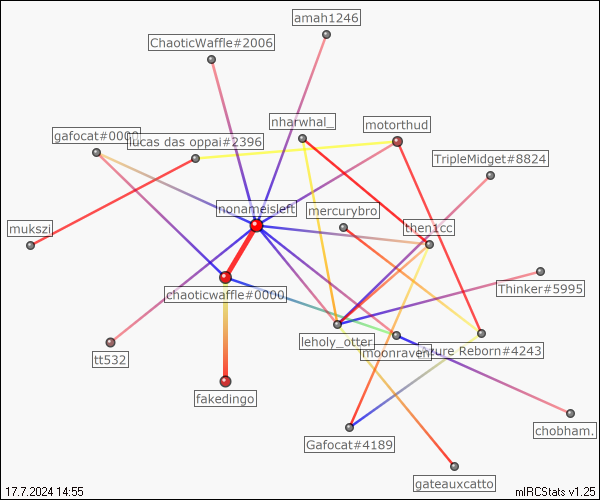 amah1246
ChaoticWaffle#2006
nharwhal_
motorthud
gafocat#0000
lucas das oppai#2396
TripleMidget#8824
nonameisleft
mercurybro
mukszi
then1cc
chaoticwaffle#0000
Thinker#5995
leholy_otter
moonraven
Azure Reborn#4243
tt532
fakedingo
chobham.
Gafocat#4189
gateauxcatto
17.7.2024 14:55
mIRCStats v1.25